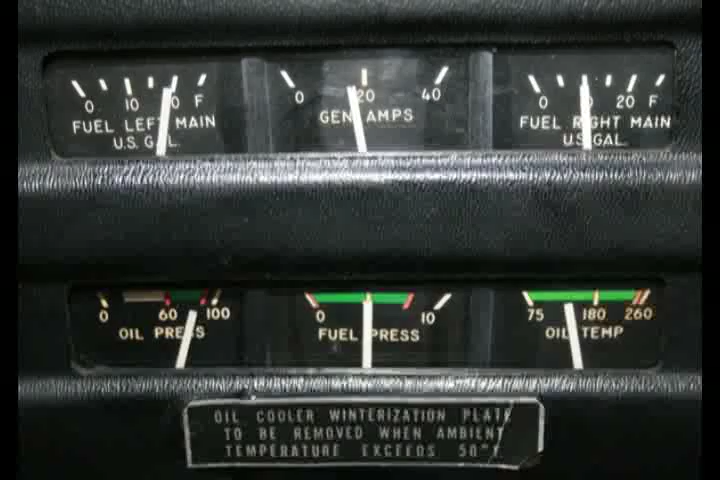 0 10 0 F
FUEL LEFT MAIN
U.S. GAL.
0 20 40
GEN AMPS
0 20 F
FUEL RIGHT MAIN
U.S. GAL.
0 60 100
OIL PRESS
0 10
FUEL PRESS
75 180 260
OIL TEMP
OIL COOLER WINTERIZATION PLATE
TO BE REMOVED WHEN AMBIENT
TEMPERATURE EXCEEDS 50°F